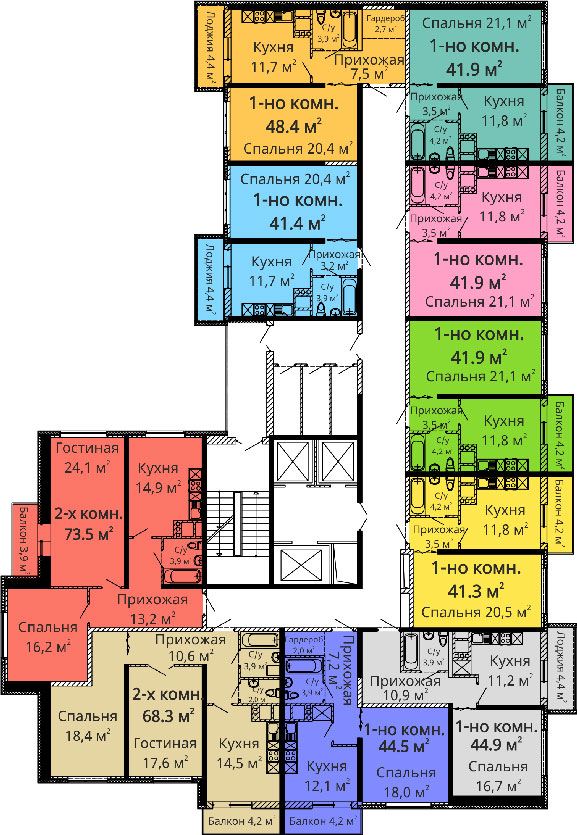 Лоджия 4,4 м²
Кухня
11,7 м²
С/у
3,9 м²
Гардероб
2,7 м²
Прихожая
7,5 м²
1-но комн.
48.4 м²
Спальня 20,4 м²
Спальня 21,1 м²
1-но комн.
41.9 м²
Прихожая
3,5 м²
С/у
4,2 м²
Кухня
11,8 м²
Балкон 4,2 м²
Спальня 20,4 м²
1-но комн.
41.4 м²
Лоджия 4,4 м²
Кухня
11,7 м²
Прихожая
3,2 м²
С/у
3,9 м²
С/у
4,2 м²
Прихожая
3,5 м²
Кухня
11,8 м²
Балкон 4,2 м²
1-но комн.
41.9 м²
Спальня 21,1 м²
1-но комн.
41.9 м²
Спальня 21,1 м²
Прихожая
3,5 м²
С/у
4,2 м²
Кухня
11,8 м²
Балкон 4,2 м²
С/у
4,2 м²
Прихожая
3,5 м²
Кухня
11,8 м²
Балкон 4,2 м²
1-но комн.
41.3 м²
Спальня 20,5 м²
Гостиная
24,1 м²
2-х комн.
73.5 м²
Балкон 3,9 м²
Кухня
14,9 м²
С/у
3,9 м²
Прихожая
13,2 м²
Спальня
16,2 м²
Прихожая
10,6 м²
С/у
3,9 м²
С/у
2,0 м²
Спальня
18,4 м²
2-х комн.
68.3 м²
Гостиная
17,6 м²
Кухня
14,5 м²
Балкон 4,2 м²
Гардероб
2,0 м²
С/у
3,9 м²
Прихожая
7,2 м²
Кухня
12,1 м²
Балкон 4,2 м²
1-но комн.
44.5 м²
Спальня
18,0 м²
Прихожая
10,9 м²
С/у
3,9 м²
Кухня
11,2 м²
Лоджия 4,4 м²
1-но комн.
44.9 м²
Спальня
16,7 м²